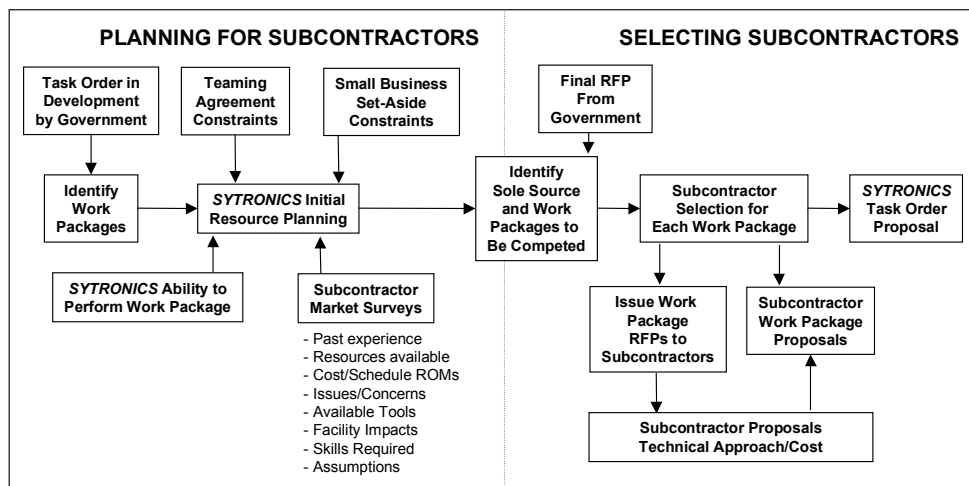 PLANNING FOR SUBCONTRACTORS
Task Order in
Development
by Government
Teaming
Agreement
Constraints
Small Business
Set-Aside
Constraints
Identify
Work
Packages
SYTRONICS Initial
Resource Planning
SYTRONICS Ability to
Perform Work Package
Subcontractor
Market Surveys
- Past experience
- Resources available
- Cost/Schedule ROMs
- Issues/Concerns
- Available Tools
- Facility Impacts
- Skills Required
- Assumptions
SELECTING SUBCONTRACTORS
Final RFP
From
Government
Identify
Sole Source
and Work
Packages to
Be Competed
Subcontractor
Selection for
Each Work Package
SYTRONICS
Task Order
Proposal
Issue Work
Package
RFPs to
Subcontractors
Subcontractor
Work Package
Proposals
Subcontractor Proposals
Technical Approach/Cost